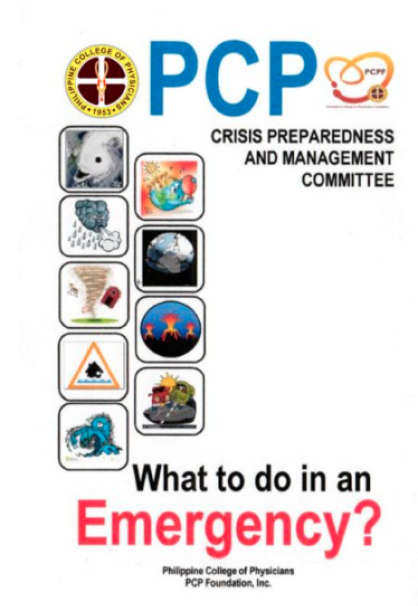 PHILIPPINE COLLEGE OF PHYSICIANS
1953
PCP
PCPF
CRISIS PREPAREDNESS
AND MANAGEMENT
COMMITTEE
What to do in an
Emergency?
Philippine College of Physicians
PCP Foundation, Inc.